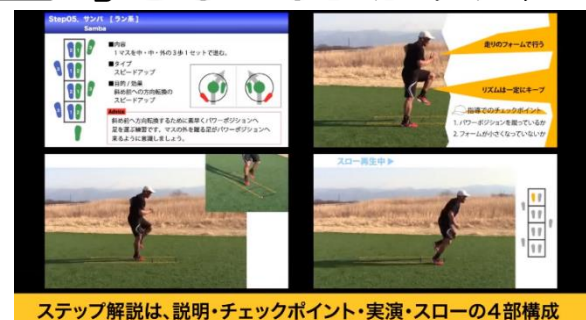 Step05. サンバ [ラン系]
Samba
■内容
1マスを中・中・外の3歩1セットで進む。
■タイプ
スピードアップ
■目的/効果
斜め前への方向転換の
スピードアップ
Advice
斜め前へ方向転換するために素早くパワーポジションへ
足を運ぶ練習です。マスの外を踏る足がパワーポジションへ
来るように意識しましょう。
走りのフォームで行う
リズムは一定にキープ
指導でのチェックポイント
1. パワーポジションを踏っているか
2. フォームが小さくなっていないか
スロー再生中▶
ステップ解説は、説明・チェックポイント・実演・スローの4部構成